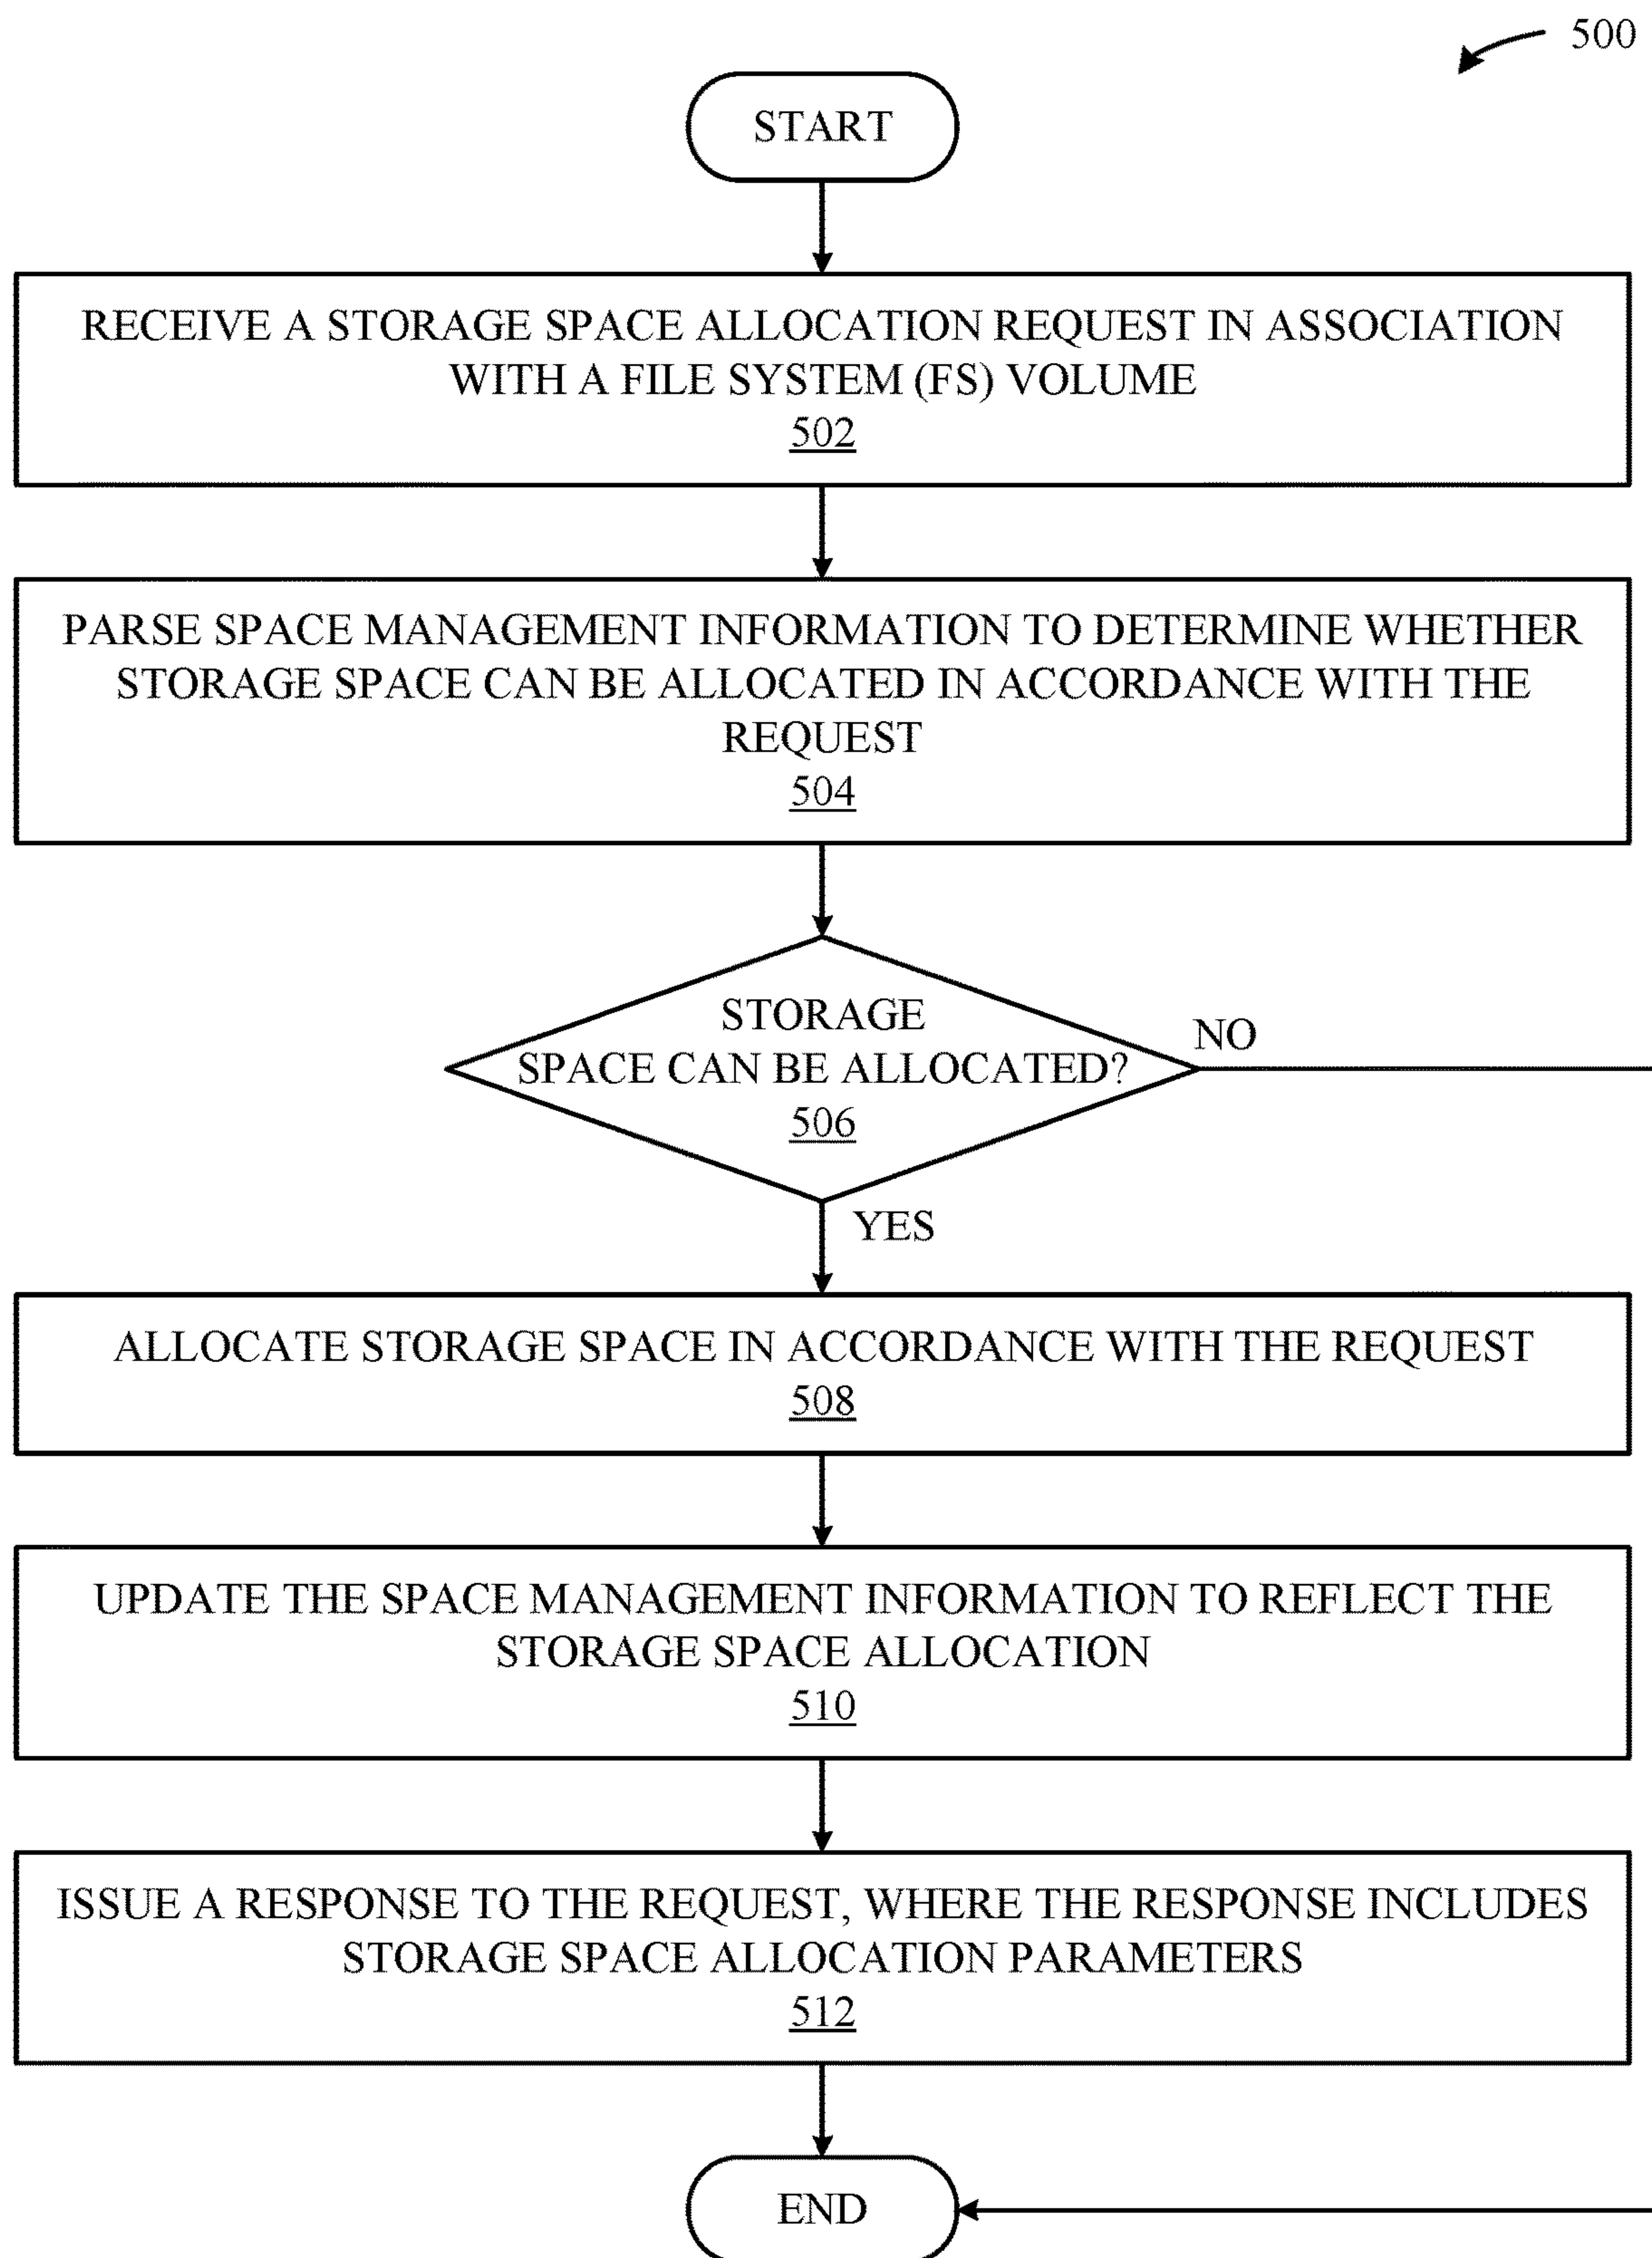 500
START
RECEIVE A STORAGE SPACE ALLOCATION REQUEST IN ASSOCIATION
WITH A FILE SYSTEM (FS) VOLUME
502
PARSE SPACE MANAGEMENT INFORMATION TO DETERMINE WHETHER
STORAGE SPACE CAN BE ALLOCATED IN ACCORDANCE WITH THE
REQUEST
504
STORAGE
SPACE CAN BE ALLOCATED?
506
NO
YES
ALLOCATE STORAGE SPACE IN ACCORDANCE WITH THE REQUEST
508
UPDATE THE SPACE MANAGEMENT INFORMATION TO REFLECT THE
STORAGE SPACE ALLOCATION
510
ISSUE A RESPONSE TO THE REQUEST, WHERE THE RESPONSE INCLUDES
STORAGE SPACE ALLOCATION PARAMETERS
512
END